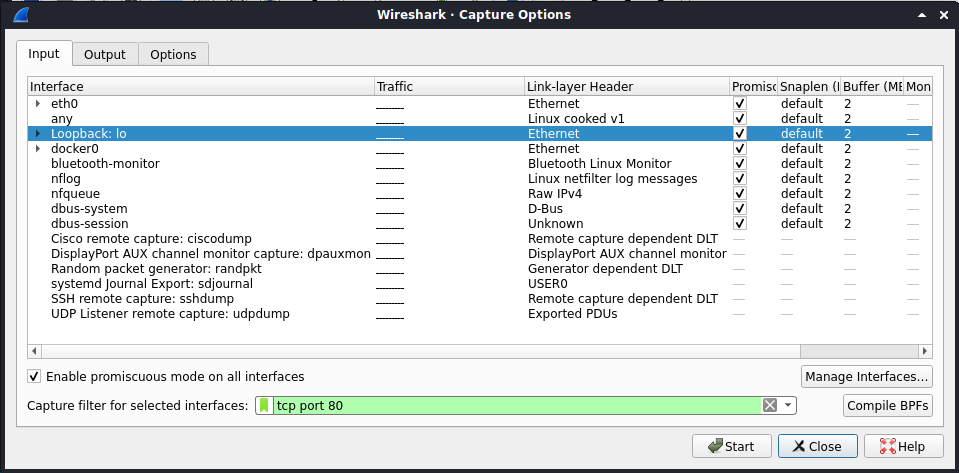 Wireshark · Capture Options
Input Output Options
Interface Traffic Link-layer Header Promisc Snaplen (I Buffer (ME Mon
eth0 Ethernet default 2 —
any Linux cooked v1 default 2 —
Loopback: lo Ethernet default 2 —
docker0 Ethernet default 2 —
bluetooth-monitor Bluetooth Linux Monitor default 2 —
nflog Linux netfilter log messages default 2 —
nfqueue Raw IPv4 default 2 —
dbus-system D-Bus default 2 —
dbus-session Unknown default 2 —
Cisco remote capture: ciscodump Remote capture dependent DLT — — — —
DisplayPort AUX channel monitor capture: dpauxmon DisplayPort AUX channel monitor — — — —
Random packet generator: randpkt Generator dependent DLT — — — —
systemd Journal Export: sdjournal USER0 — — — —
SSH remote capture: sshdump Remote capture dependent DLT — — — —
UDP Listener remote capture: udpdump Exported PDUs — — — —
Enable promiscuous mode on all interfaces Manage Interfaces...
Capture filter for selected interfaces: tcp port 80 Compile BPFs
Start Close Help